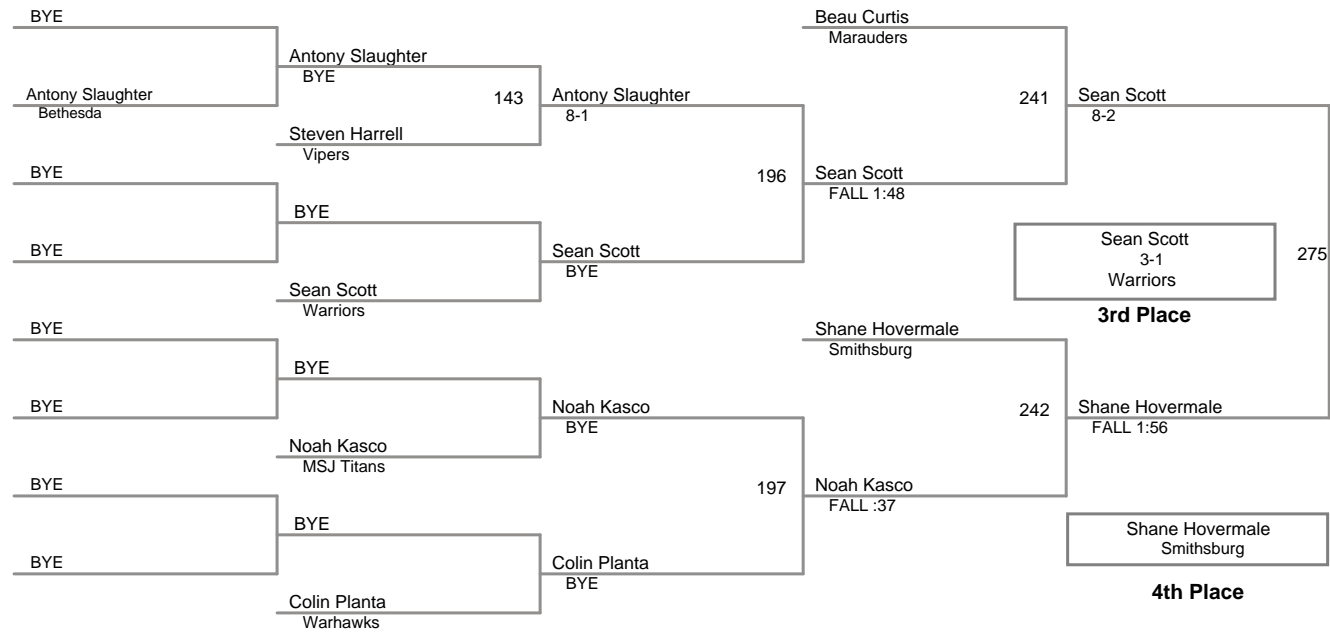 BYE
Antony Slaughter
Bethesda
BYE
BYE
BYE
BYE
BYE
BYE
Antony Slaughter
BYE
Steven Harrell
Vipers
BYE
Sean Scott
Warriors
BYE
Noah Kasco
MSJ Titans
BYE
Colin Planta
Warhawks
143
Antony Slaughter
8-1
Sean Scott
BYE
Noah Kasco
BYE
Colin Planta
BYE
196
197
Beau Curtis
Marauders
Sean Scott
FALL 1:48
Shane Hovermale
Smithsburg
Noah Kasco
FALL :37
241
242
Sean Scott
8-2
Shane Hovermale
FALL 1:56
275
Sean Scott
3-1
Warriors
3rd Place
Shane Hovermale
Smithsburg
4th Place